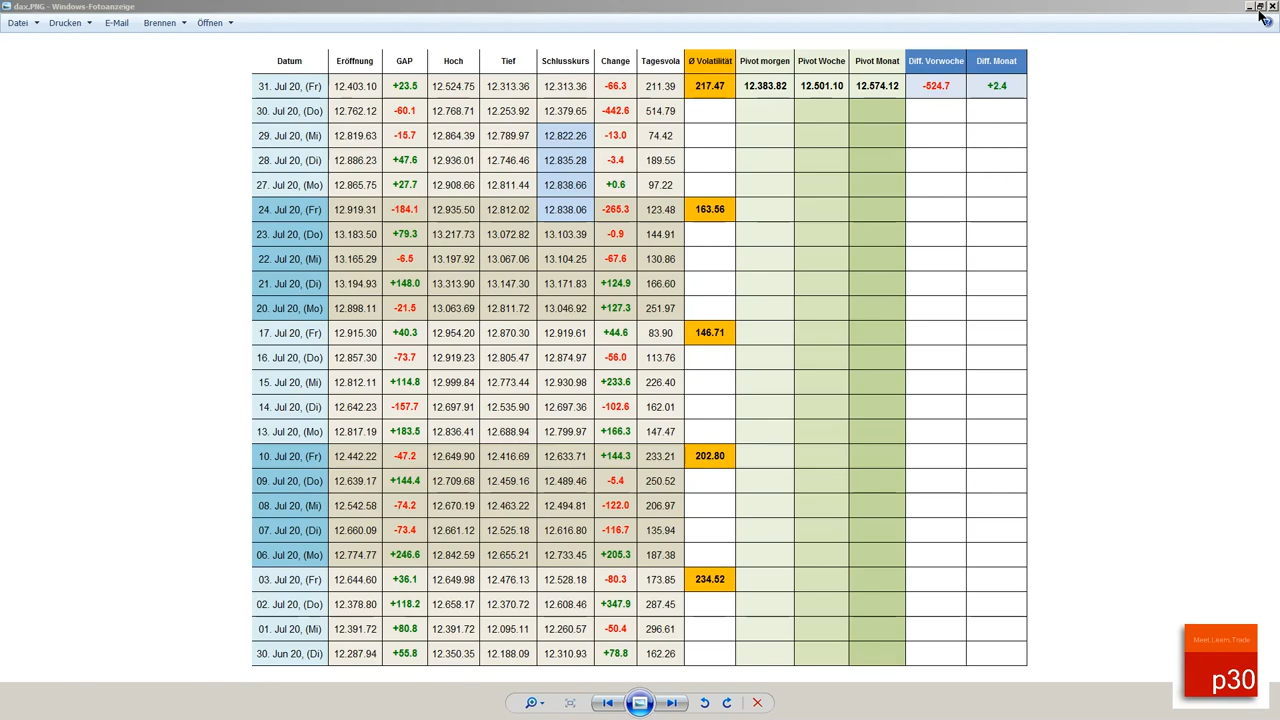 dax.PNG - Windows-Fotoanzeige
Datei Drucken E-Mail Brennen Öffnen
Datum Eröffnung GAP Hoch Tief Schlusskurs Change Tagesvola Ø Volatilität Pivot morgen Pivot Woche Pivot Monat Diff. Vorwoche Diff. Monat
31. Jul 20, (Fr) 12.403.10 +23.5 12.524.75 12.313.36 12.313.36 -66.3 211.39 217.47 12.383.82 12.501.10 12.574.12 -524.7 +2.4
30. Jul 20, (Do) 12.762.12 -60.1 12.768.71 12.253.92 12.379.65 -442.6 514.79
29. Jul 20, (Mi) 12.819.63 -15.7 12.864.39 12.789.97 12.822.26 -13.0 74.42
28. Jul 20, (Di) 12.886.23 +47.6 12.936.01 12.746.46 12.835.28 -3.4 189.55
27. Jul 20, (Mo) 12.865.75 +27.7 12.908.66 12.811.44 12.838.66 +0.6 97.22
24. Jul 20, (Fr) 12.919.31 -184.1 12.935.50 12.812.02 12.838.06 -265.3 123.48 163.56
23. Jul 20, (Do) 13.183.50 +79.3 13.217.73 13.072.82 13.103.39 -0.9 144.91
22. Jul 20, (Mi) 13.165.29 -6.5 13.197.92 13.067.06 13.104.25 -67.6 130.86
21. Jul 20, (Di) 13.194.93 +148.0 13.313.90 13.147.30 13.171.83 +124.9 166.60
20. Jul 20, (Mo) 12.898.11 -21.5 13.063.69 12.811.72 13.046.92 +127.3 251.97
17. Jul 20, (Fr) 12.915.30 +40.3 12.954.20 12.870.30 12.919.61 +44.6 83.90 146.71
16. Jul 20, (Do) 12.857.30 -73.7 12.919.23 12.805.47 12.874.97 -56.0 113.76
15. Jul 20, (Mi) 12.812.11 +114.8 12.999.84 12.773.44 12.930.98 +233.6 226.40
14. Jul 20, (Di) 12.642.23 -157.7 12.697.91 12.535.90 12.697.36 -102.6 162.01
13. Jul 20, (Mo) 12.817.19 +183.5 12.836.41 12.688.94 12.799.97 +166.3 147.47
10. Jul 20, (Fr) 12.442.22 -47.2 12.649.90 12.416.69 12.633.71 +144.3 233.21 202.80
09. Jul 20, (Do) 12.639.17 +144.4 12.709.68 12.459.16 12.489.46 -5.4 250.52
08. Jul 20, (Mi) 12.542.58 -74.2 12.670.19 12.463.22 12.494.81 -122.0 206.97
07. Jul 20, (Di) 12.660.09 -73.4 12.661.12 12.525.18 12.616.80 -116.7 135.94
06. Jul 20, (Mo) 12.774.77 +246.6 12.842.59 12.655.21 12.733.45 +205.3 187.38
03. Jul 20, (Fr) 12.644.60 +36.1 12.649.98 12.476.13 12.528.18 -80.3 173.85 234.52
02. Jul 20, (Do) 12.378.80 +118.2 12.658.17 12.370.72 12.608.46 +347.9 287.45
01. Jul 20, (Mi) 12.391.72 +80.8 12.391.72 12.095.11 12.260.57 -50.4 296.61
30. Jun 20, (Di) 12.287.94 +55.8 12.350.35 12.188.09 12.310.93 +78.8 162.26
Meet.Learn.Trade
p30